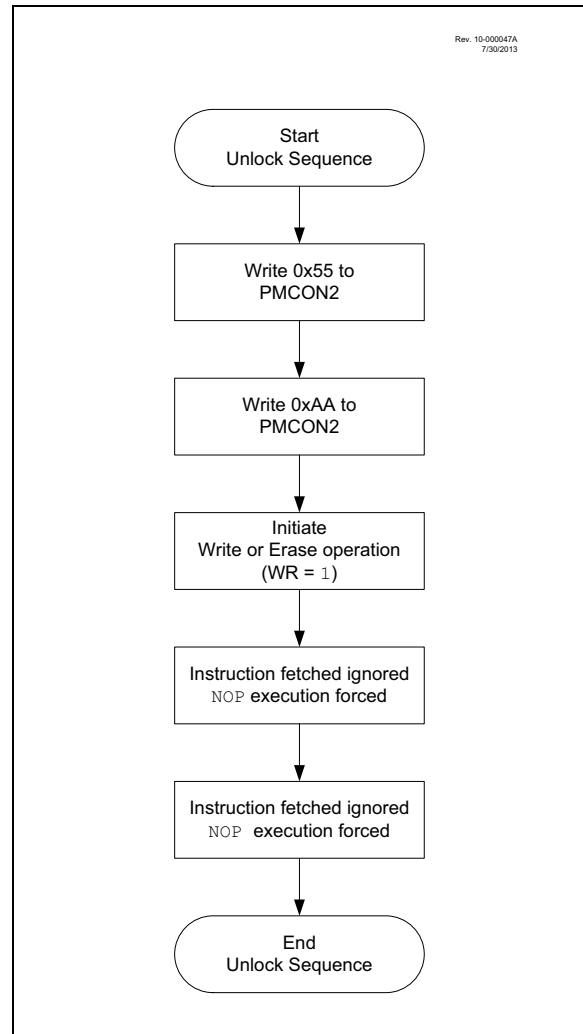 Rev. 10-000047A
7/30/2013
Start
Unlock Sequence
Write 0x55 to
PMCON2
Write 0xAA to
PMCON2
Initiate
Write or Erase operation
(WR = 1)
Instruction fetched ignored
NOP execution forced
Instruction fetched ignored
NOP execution forced
End
Unlock Sequence